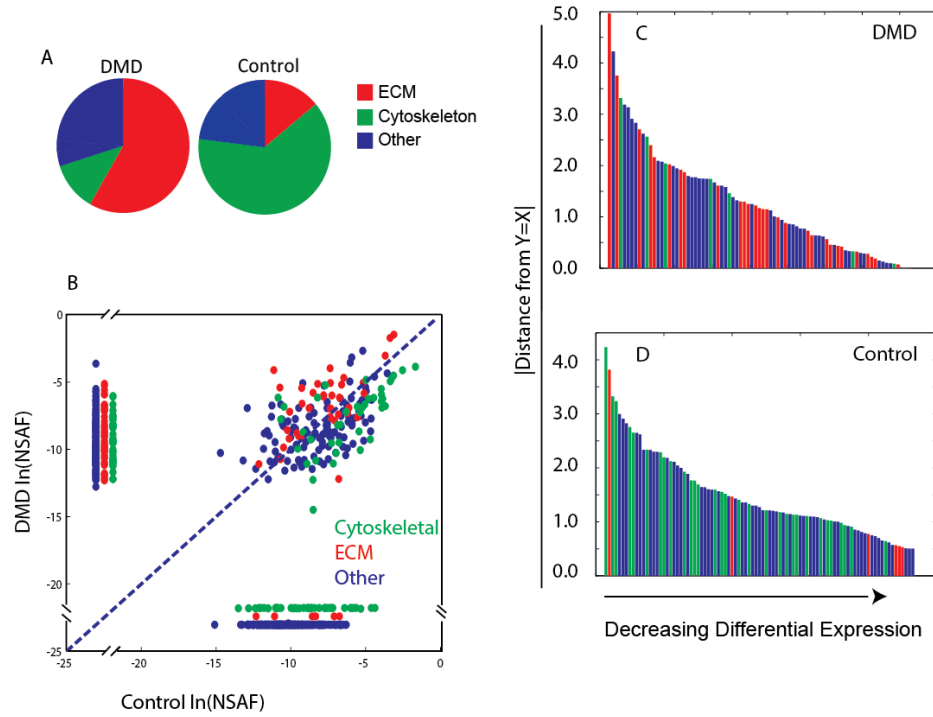 A
DMD
Control
ECM
Cytoskeleton
Other
B
0
-5
-10
-15
-20
-25
DMD ln(NSAF)
Cytoskeletal
ECM
Other
-25
-20
-15
-10
-5
0
Control ln(NSAF)
|Distance from Y=X|
5.0
4.0
3.0
2.0
1.0
0.0
C
DMD
4.0
3.0
2.0
1.0
0.0
D
Control
Decreasing Differential Expression